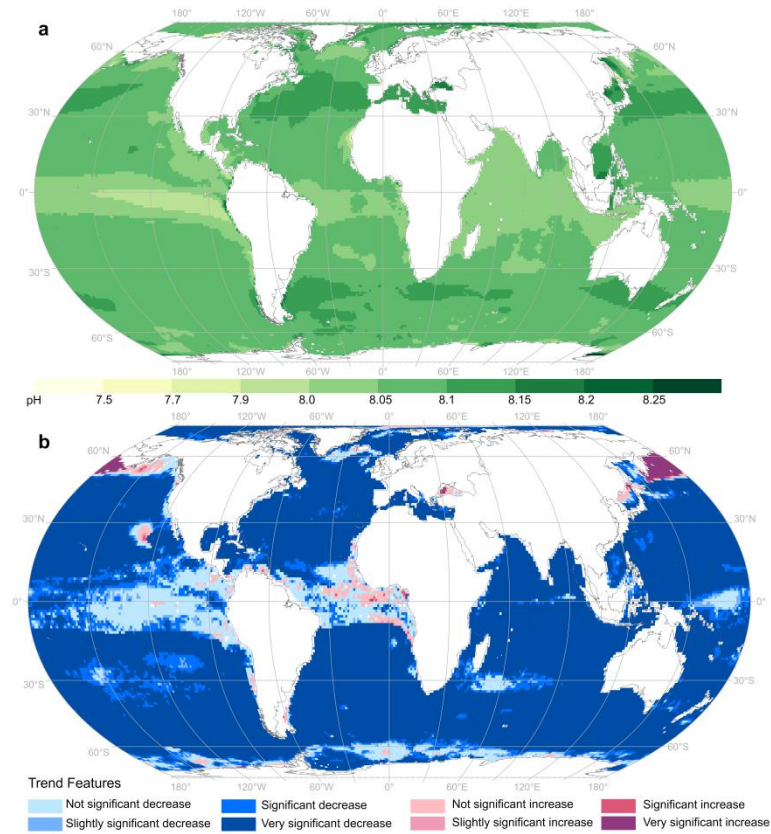 180° 120°W 60°W 0° 60°E 120°E 180°
a
60°N 60°N
30°N 30°N
0° 0°
30°S 30°S
60°S 60°S
180° 120°W 60°W 0° 60°E 120°E 180°
pH 7.5 7.7 7.9 8.0 8.05 8.1 8.15 8.2 8.25
180° 120°W 60°W 0° 60°E 120°E 180°
b
60°N 60°N
30°N 30°N
0° 0°
30°S 30°S
60°S 60°S
180° 120°W 60°W 0° 60°E 120°E 180°
Trend Features
Not significant decrease Significant decrease Not significant increase Significant increase
Slightly significant decrease Very significant decrease Slightly significant increase Very significant increase